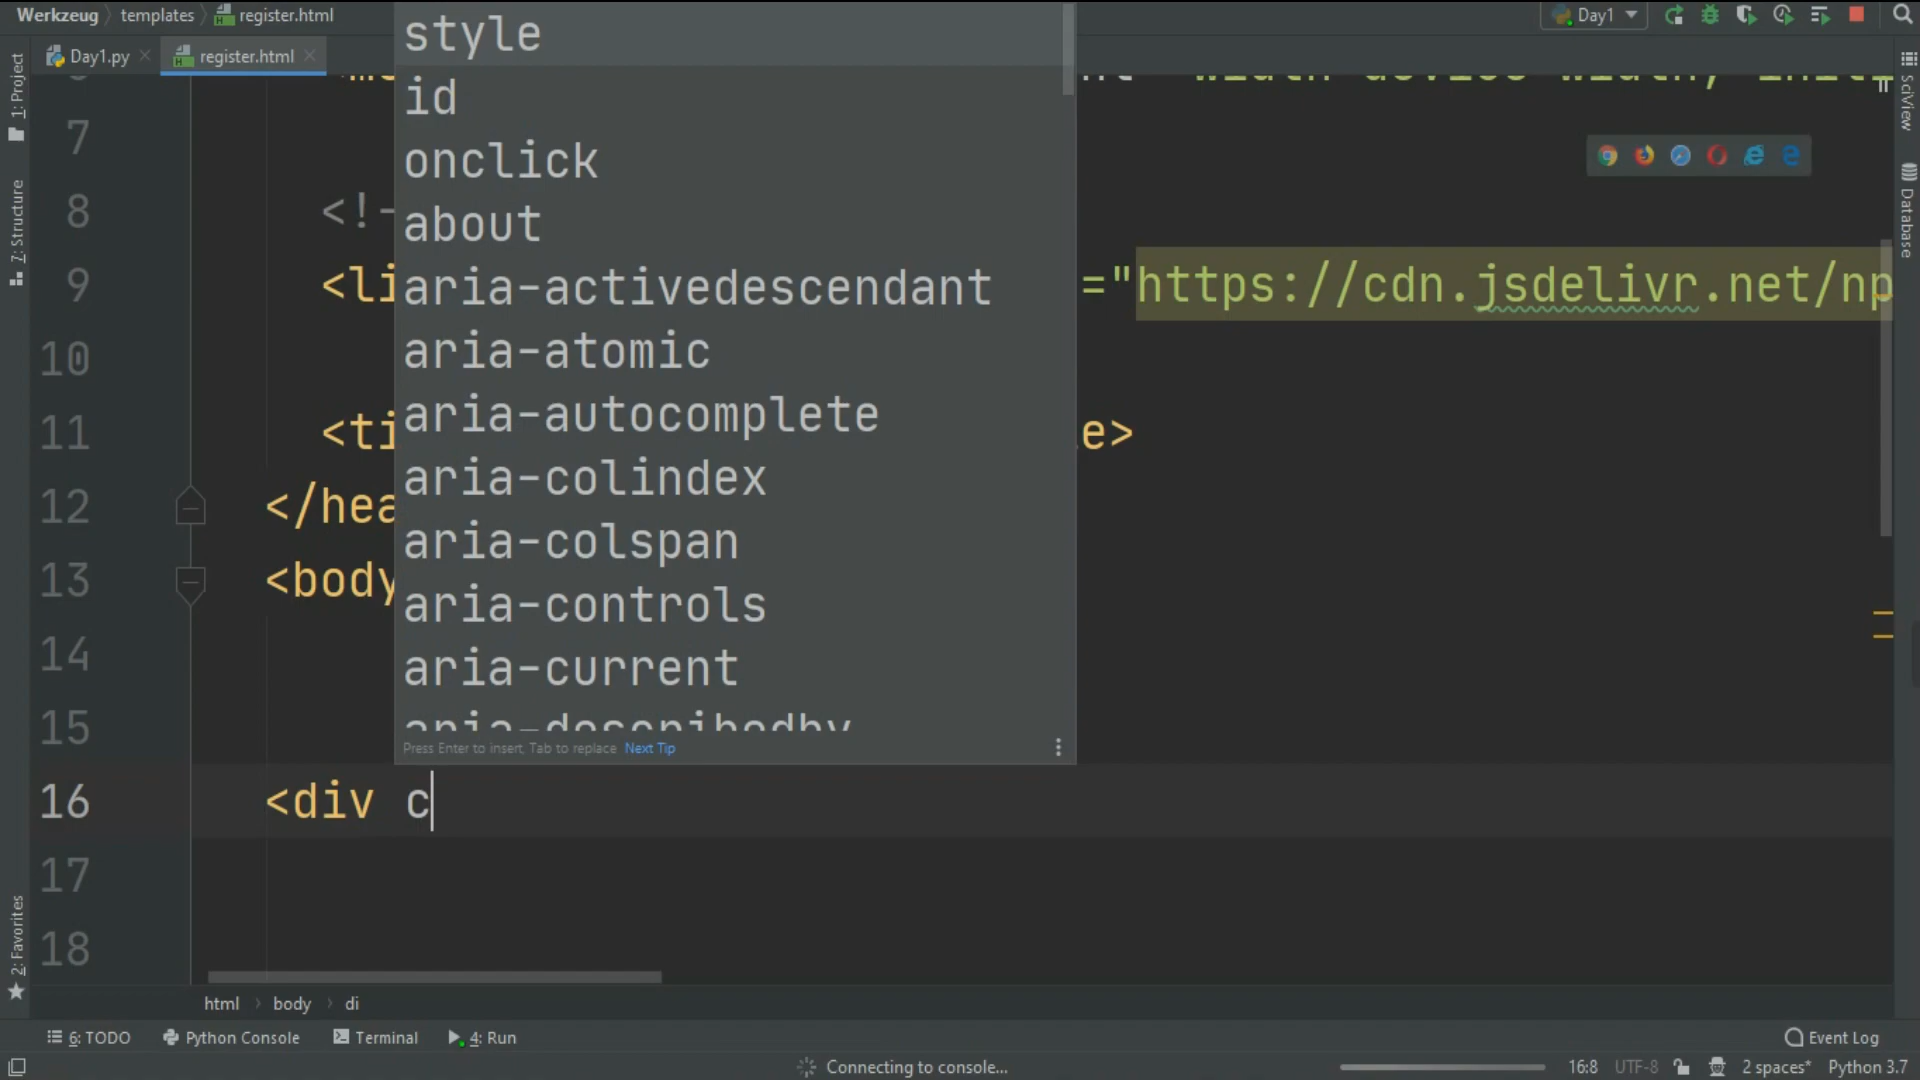 Werkzeug templates register.html
Day1
Day1.py register.html
1: Project
7: Structure
2: Favorites
SciView
Database
style
id
onclick
about
aria-activedescendant
aria-atomic
aria-autocomplete
aria-colindex
aria-colspan
aria-controls
aria-current
aria-describedby
Press Enter to insert, Tab to replace Next Tip
7
8 <!-
9 <li ="https://cdn.jsdelivr.net/np
10
11 <ti e>
12 </hea
13 <body
14
15
16 <div c
17
18
html body di
6: TODO Python Console Terminal 4: Run Event Log
Connecting to console... 16:8 UTF-8 2 spaces* Python 3.7